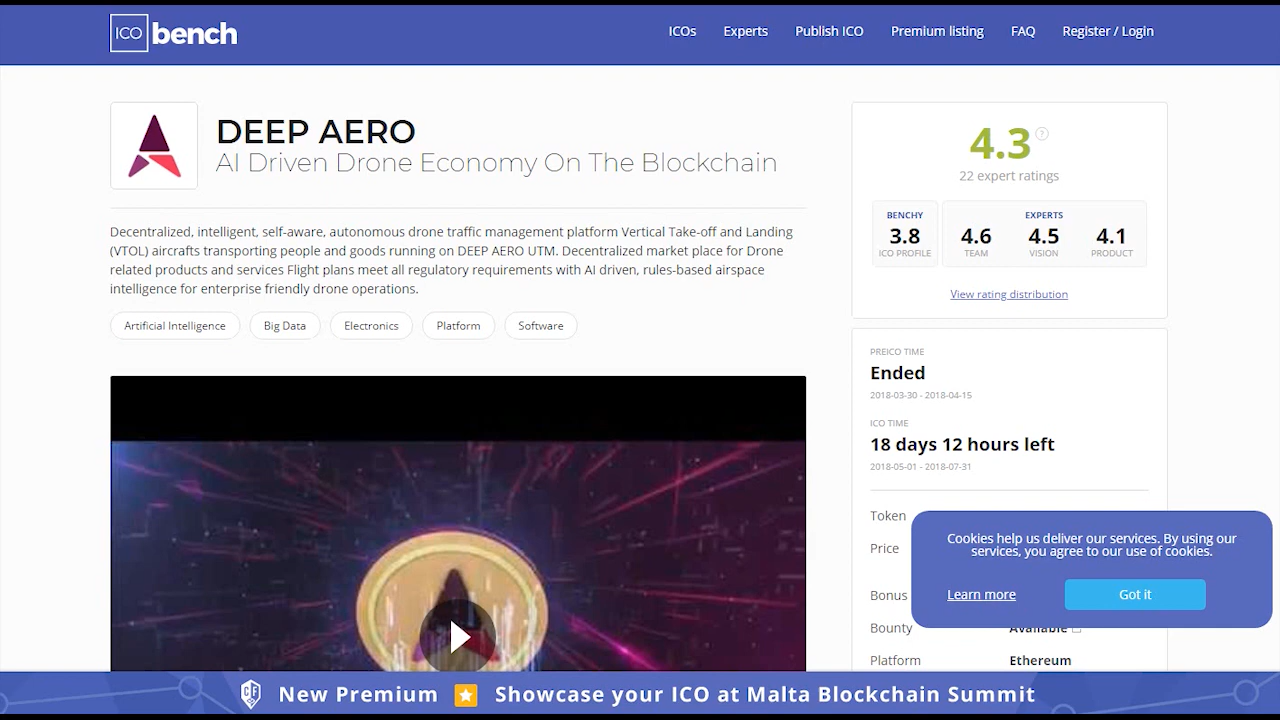 ICO bench
ICOs Experts Publish ICO Premium listing FAQ Register / Login
DEEP AERO
AI Driven Drone Economy On The Blockchain
Decentralized, intelligent, self-aware, autonomous drone traffic management platform Vertical Take-off and Landing
(VTOL) aircrafts transporting people and goods running on DEEP AERO UTM. Decentralized market place for Drone
related products and services Flight plans meet all regulatory requirements with AI driven, rules-based airspace
intelligence for enterprise friendly drone operations.
Artificial Intelligence Big Data Electronics Platform Software
4.3 ?
22 expert ratings
BENCHY EXPERTS
3.8 4.6 4.5 4.1
ICO PROFILE TEAM VISION PRODUCT
View rating distribution
PREICO TIME
Ended
2018-03-30 - 2018-04-15
ICO TIME
18 days 12 hours left
2018-05-01 - 2018-07-31
Token
Price
Bonus
Bounty Available
Platform Ethereum
Cookies help us deliver our services. By using our
services, you agree to our use of cookies.
Learn more Got it
New Premium Showcase your ICO at Malta Blockchain Summit